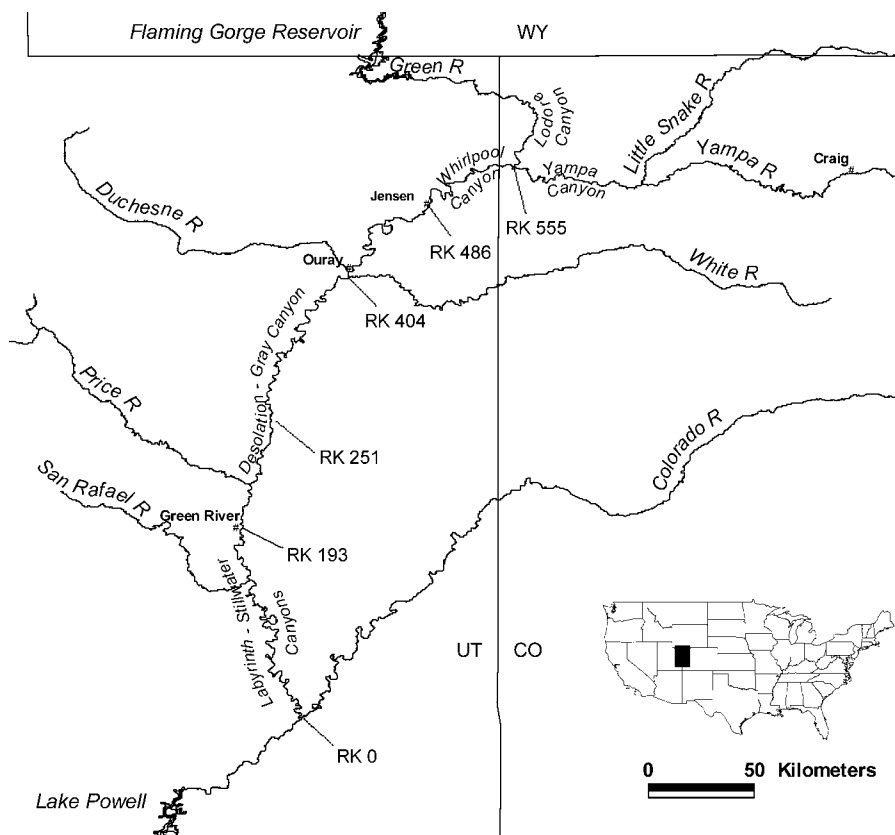 Flaming Gorge Reservoir
WY
Green R
Lodore
Canyon
Little Snake R
Whirlpool
Canyon
Yampa
Canyon
Yampa R
Craig
Jensen
Duchesne R
RK 486
RK 555
Ouray
White R
RK 404
Desolation - Gray Canyon
Price R
RK 251
Colorado R
San Rafael R
Green River
RK 193
Labyrinth - Stillwater
Canyons
UT
CO
RK 0
0
50
Kilometers
Lake Powell